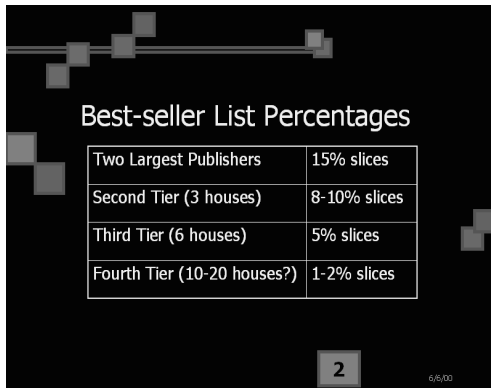 Best-seller List Percentages
Two Largest Publishers 15% slices
Second Tier (3 houses) 8-10% slices
Third Tier (6 houses) 5% slices
Fourth Tier (10-20 houses?) 1-2% slices
2
6/6/00